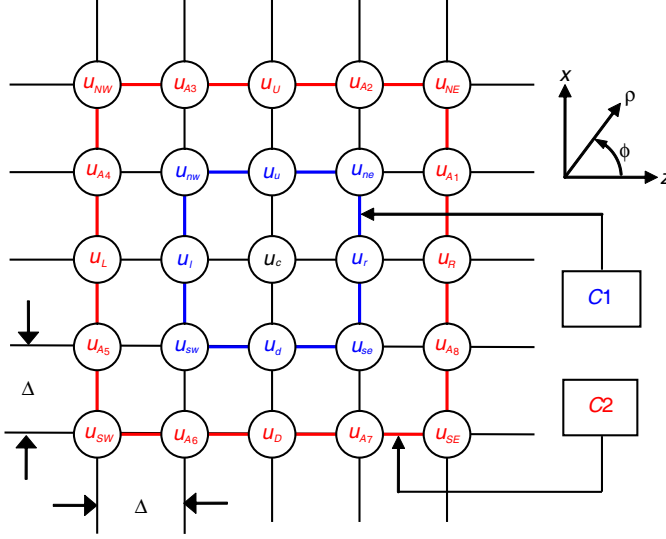 x
ρ
ϕ
z
u_NW u_A3 u_U u_A2 u_NE
u_A4 u_nw u_u u_ne u_A1
u_L u_l u_c u_r u_R
C1
u_A5 u_sw u_d u_se u_A8
Δ
C2
u_SW u_A6 u_D u_A7 u_SE
Δ